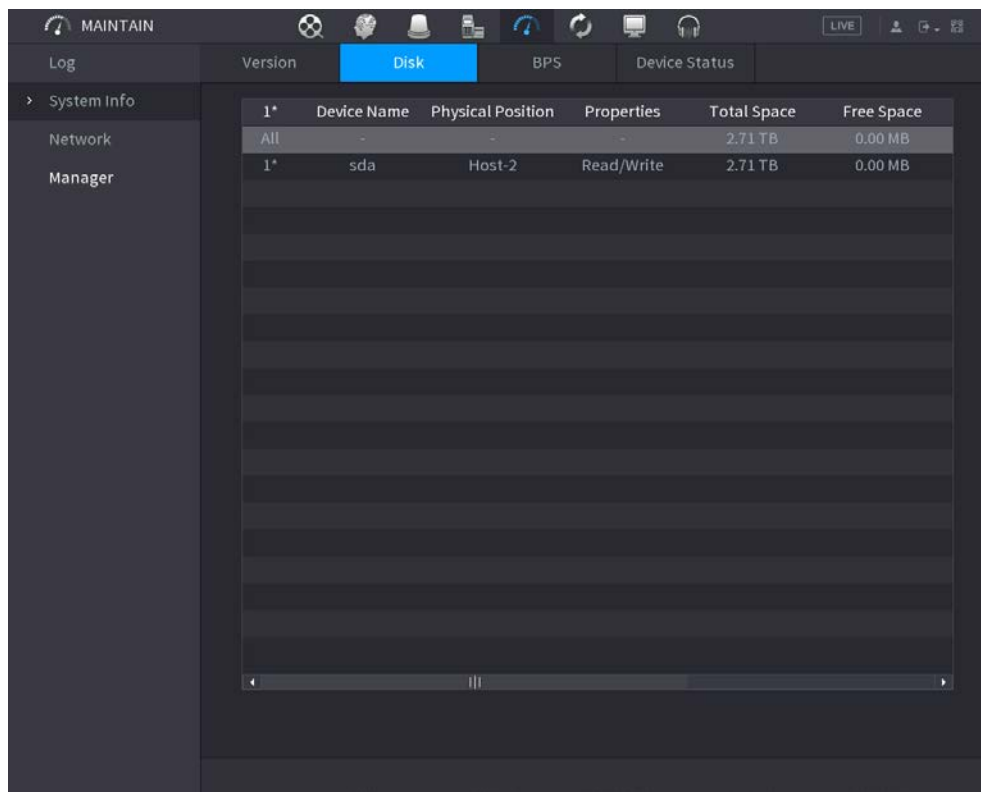 MAINTAIN LIVE
Log Version Disk BPS Device Status
System Info
Network
Manager
1* Device Name Physical Position Properties Total Space Free Space
All - - - 2.71 TB 0.00 MB
1* sda Host-2 Read/Write 2.71 TB 0.00 MB